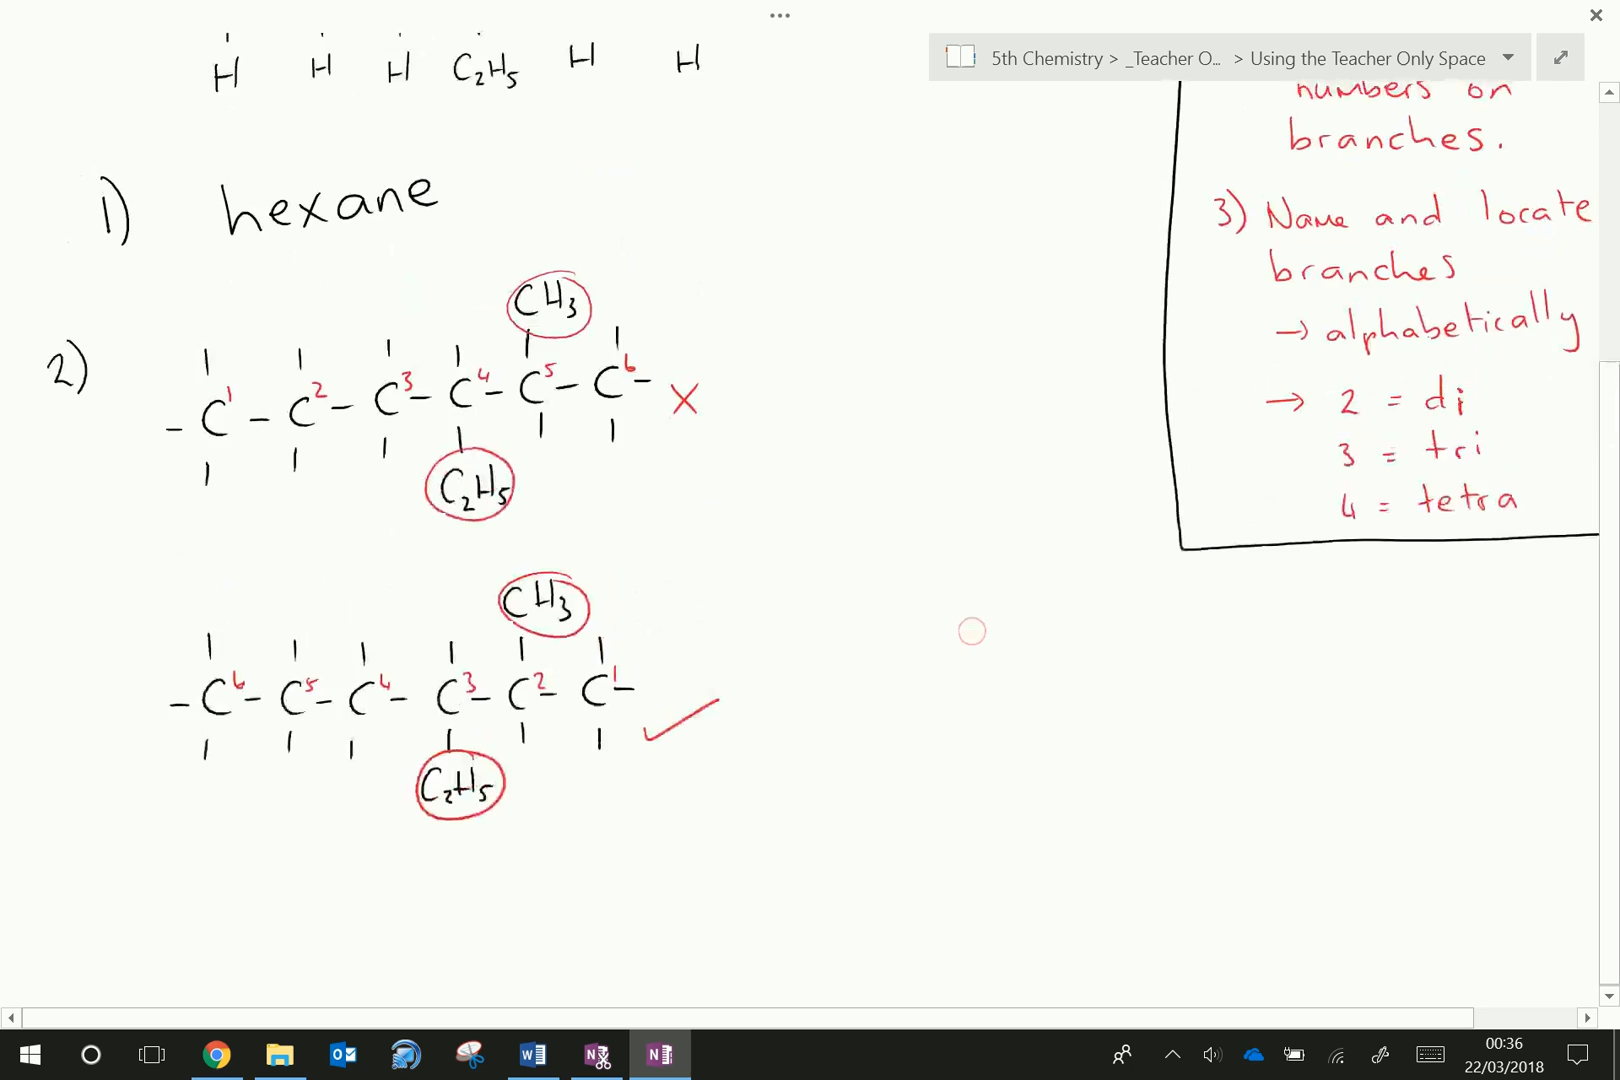 H H H C2H5 H H
5th Chemistry > _Teacher O... > Using the Teacher Only Space
numbers on
branches.
1) hexane
3) Name and locate
branches
→ alphabetically
→ 2 = di
3 = tri
4 = tetra
CH3
2)
- C1 - C2 - C3 - C4 - C5 - C6 - X
C2H5
CH3
- C6 - C5 - C4 - C3 - C2 - C1 - ✓
C2H5
00:36
22/03/2018